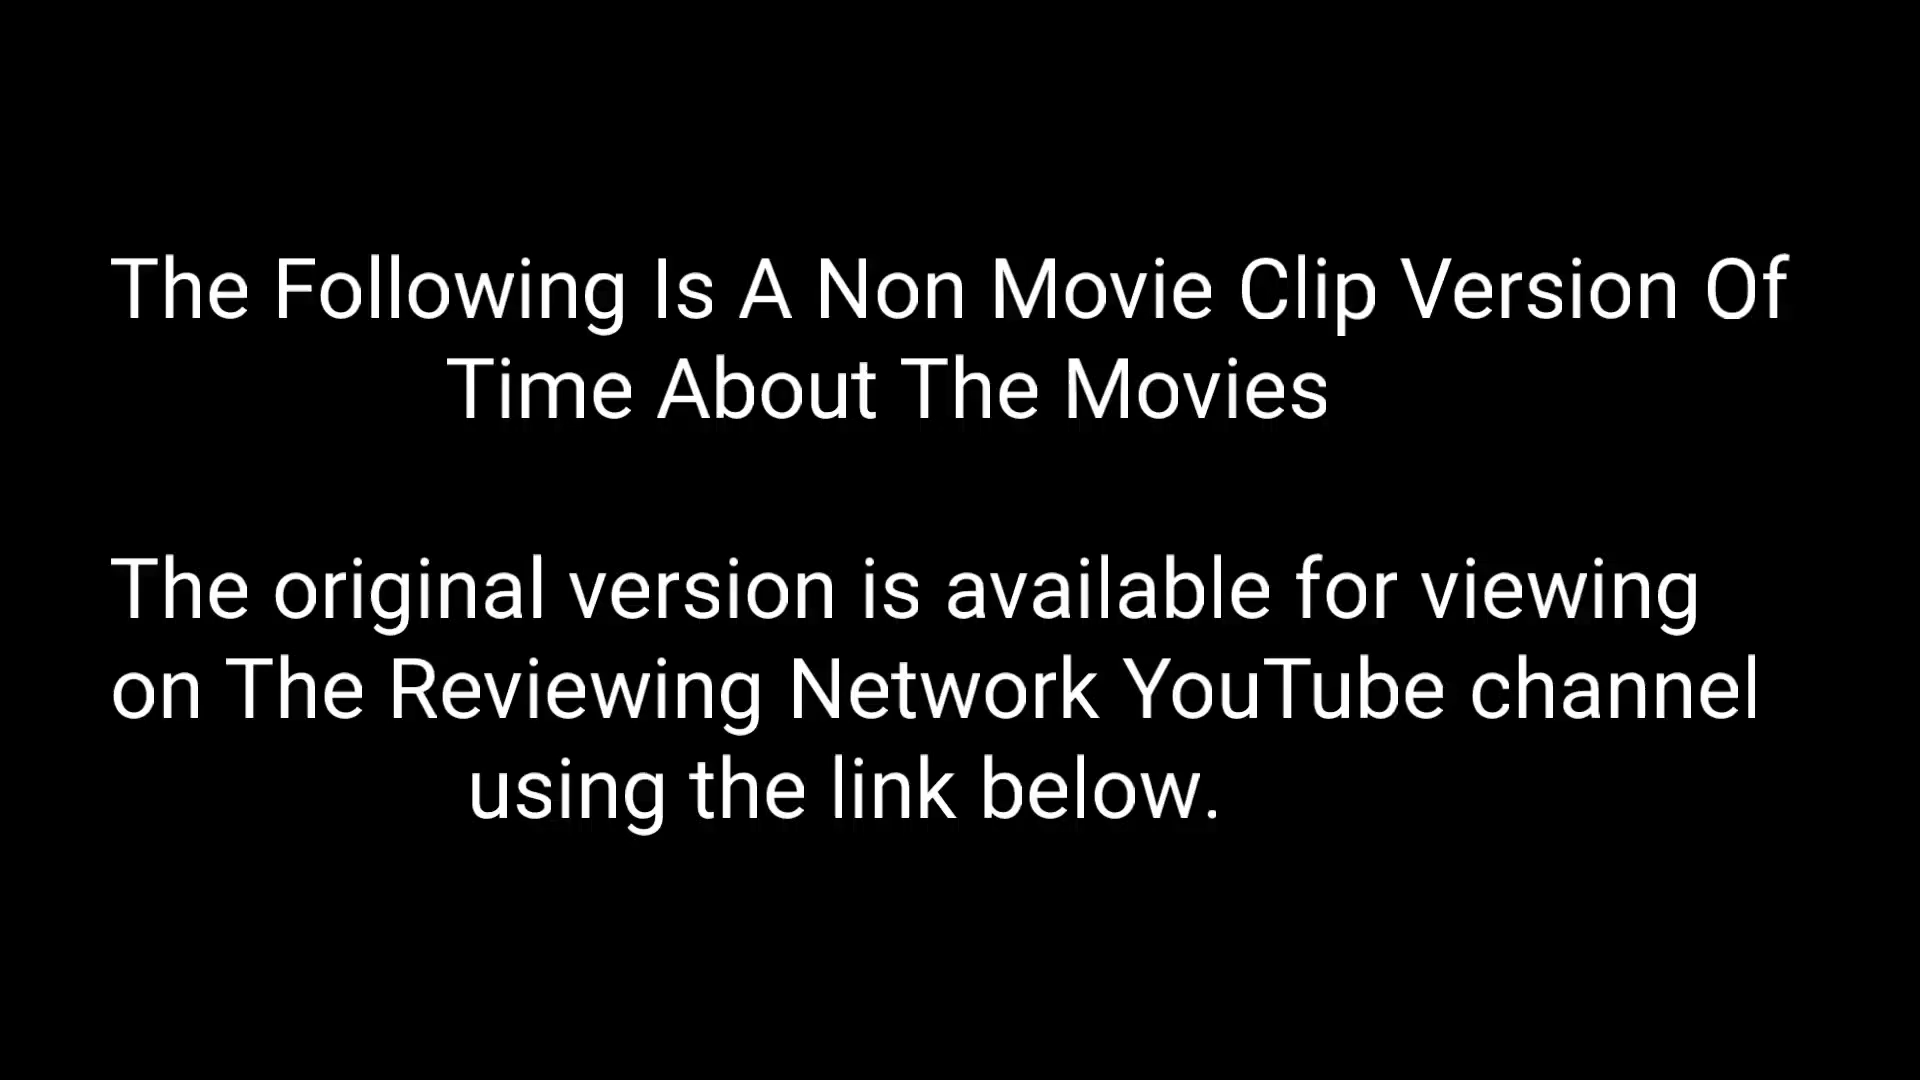 The Following Is A Non Movie Clip Version Of
Time About The Movies
The original version is available for viewing
on The Reviewing Network YouTube channel
using the link below.